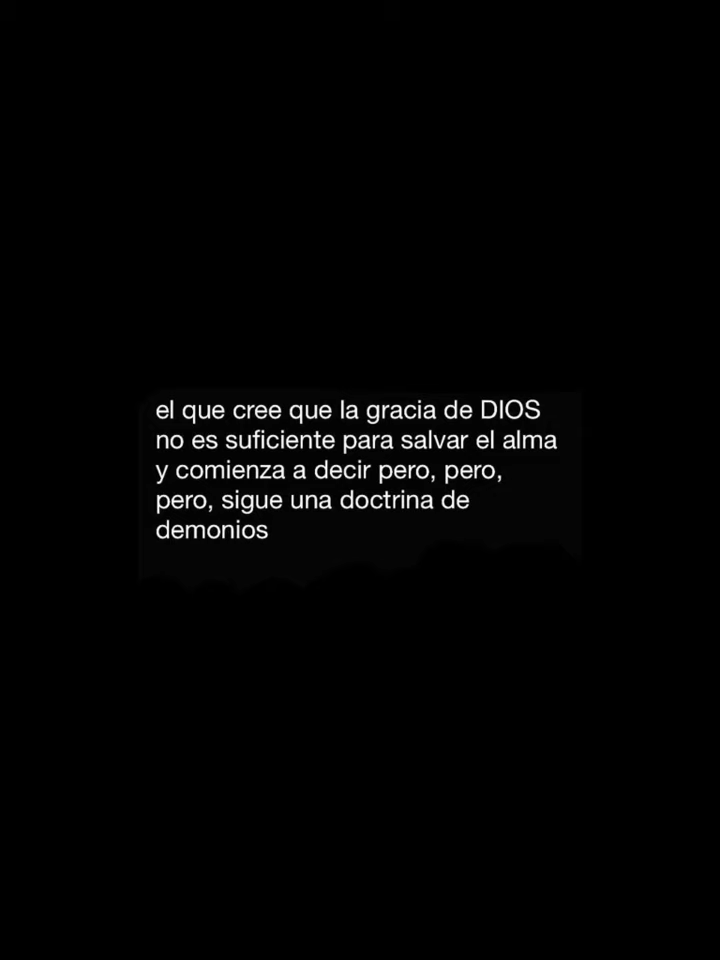 el que cree que la gracia de DIOS
no es suficiente para salvar el alma
y comienza a decir pero, pero,
pero, sigue una doctrina de
demonios